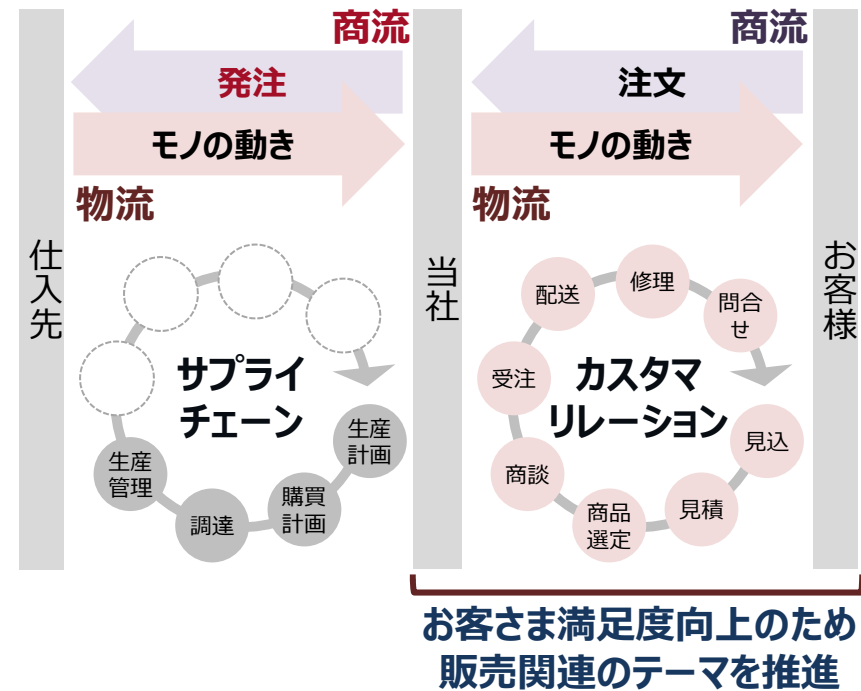 商流
商流
発注
注文
モノの動き
モノの動き
物流
物流
仕入先
当社
お客様
サプライ
チェーン
生産
計画
購買
計画
調達
生産
管理
カスタマ
リレーション
見込
見積
商品
選定
商談
受注
配送
修理
問合
せ
お客さま満足度向上のため
販売関連のテーマを推進